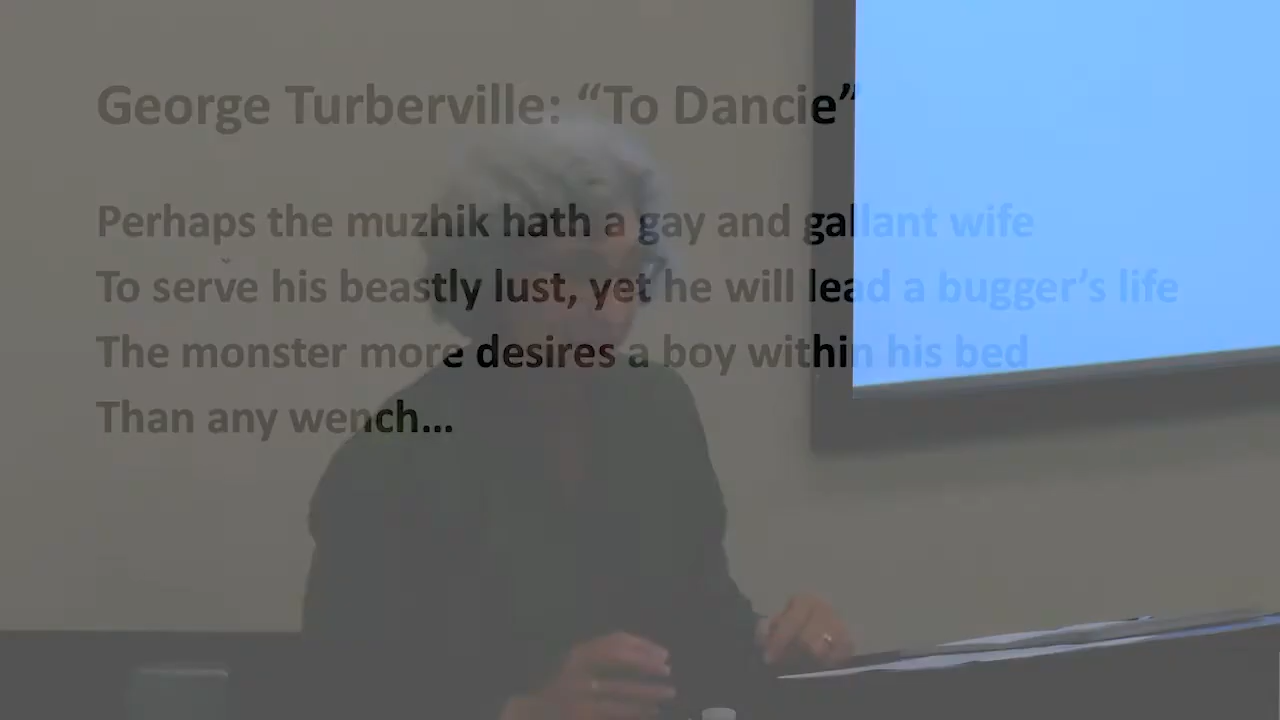 George Turberville: “To Dancie”
Perhaps the muzhik hath a gay and gallant wife
To serve his beastly lust, yet he will lead a bugger’s life
The monster more desires a boy within his bed
Than any wench…